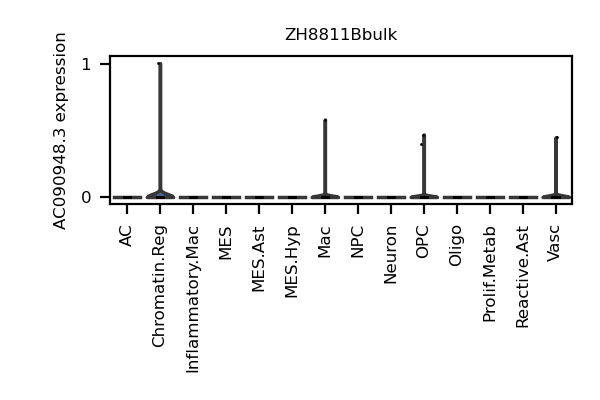 ZH8811Bbulk
AC090948.3 expression
1
0
AC
Chromatin.Reg
Inflammatory.Mac
MES
MES.Ast
MES.Hyp
Mac
NPC
Neuron
OPC
Oligo
Prolif.Metab
Reactive.Ast
Vasc